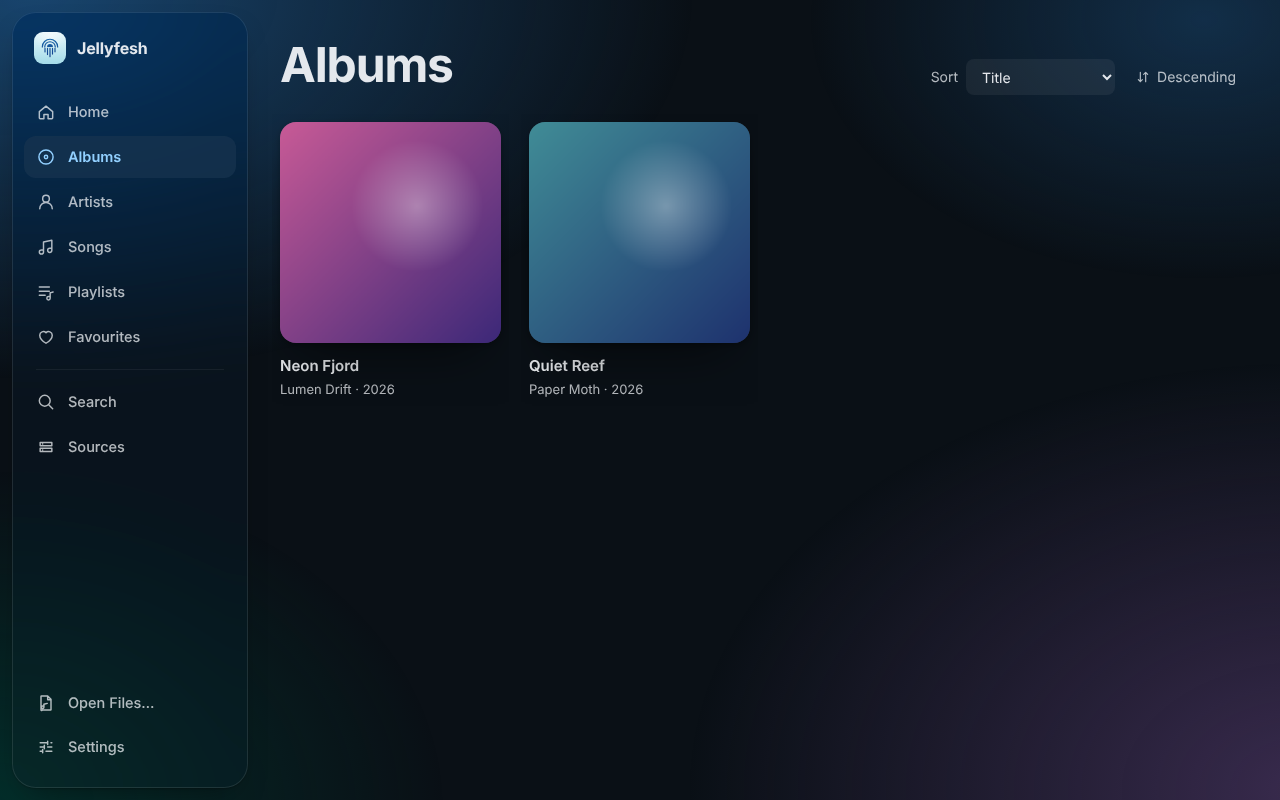 Jellyfesh
Home
Albums
Artists
Songs
Playlists
Favourites
Search
Sources
Open Files...
Settings
Albums
Sort
Title
Descending
Neon Fjord
Lumen Drift · 2026
Quiet Reef
Paper Moth · 2026